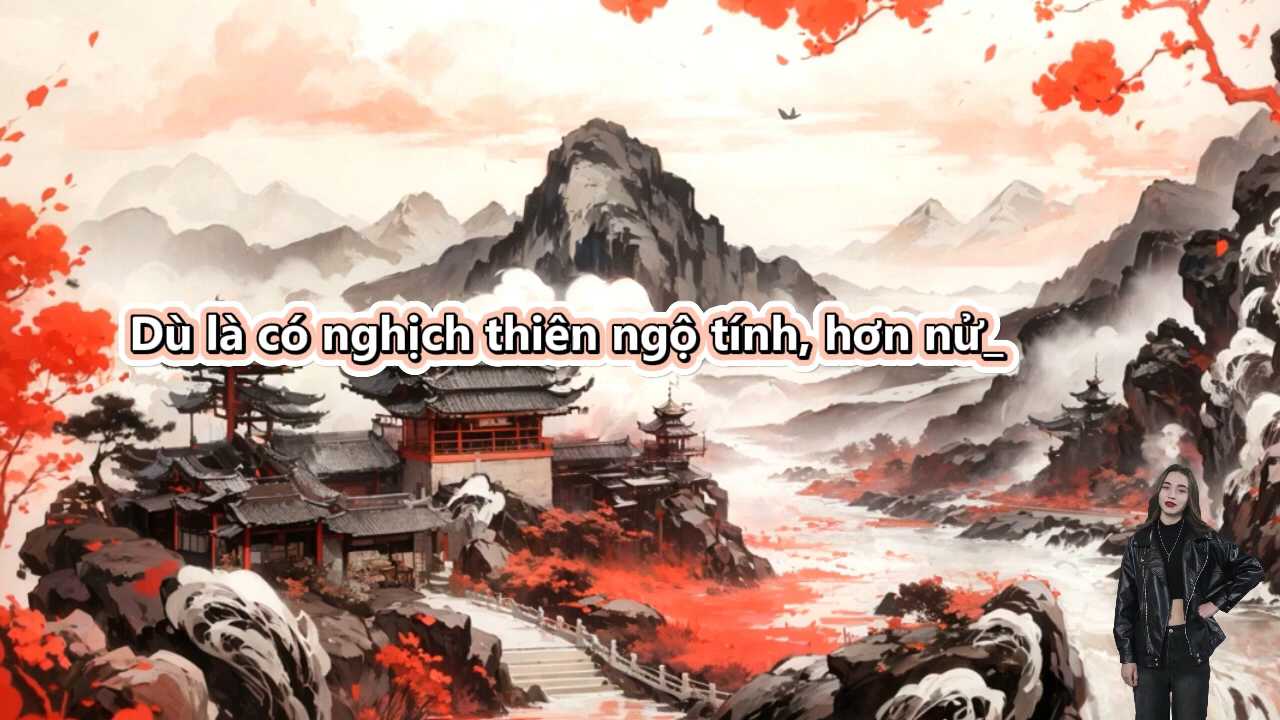 Dù là có nghịch thiên ngộ tính, hơn nử_